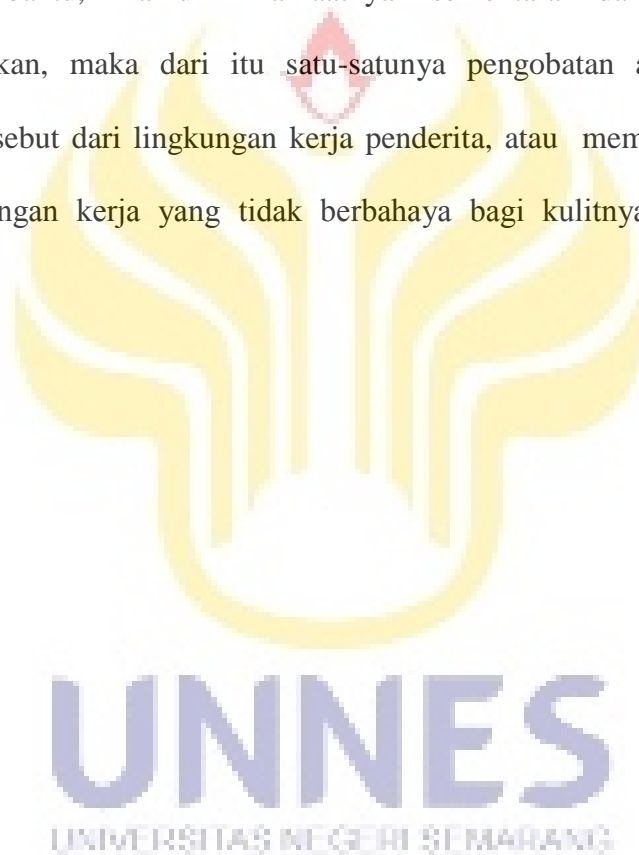 kan, maka dari itu satu-satunya pengobatan a
sebut dari lingkungan kerja penderita, atau mem
ngan kerja yang tidak berbahaya bagi kulitnya
UNNES
UNIVERSITAS NEGERI SEMARANG